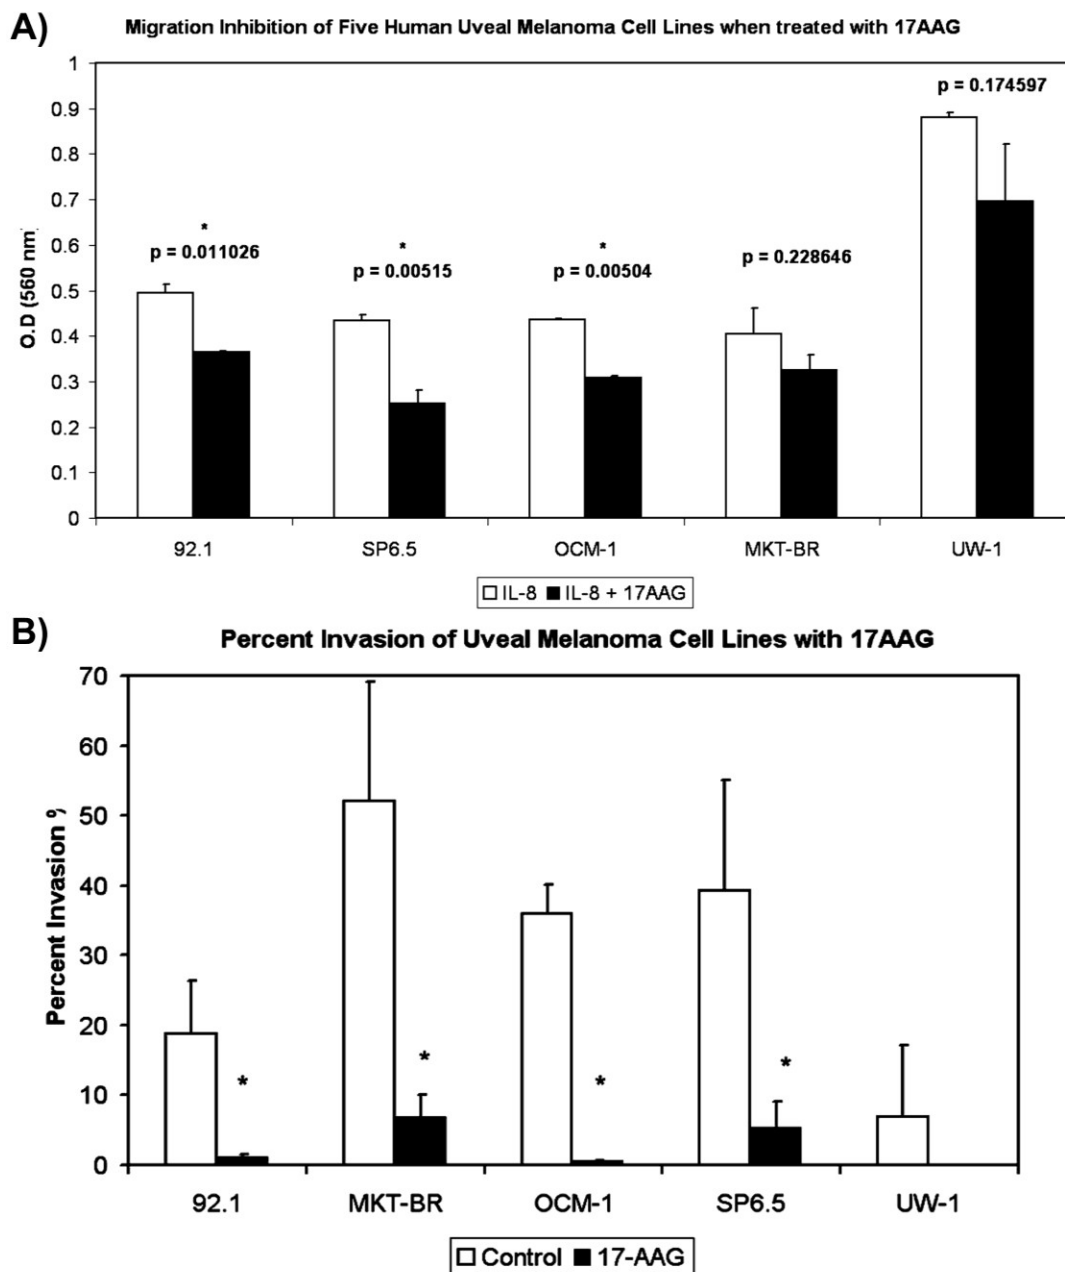 A)
Migration Inhibition of Five Human Uveal Melanoma Cell Lines when treated with 17AAG
1
0.9
0.8
0.7
0.6
0.5
0.4
0.3
0.2
0.1
0
O.D (560 nm)
*
p = 0.011026
*
p = 0.00515
*
p = 0.00504
p = 0.228646
p = 0.174597
92.1 SP6.5 OCM-1 MKT-BR UW-1
IL-8 IL-8 + 17AAG
B)
Percent Invasion of Uveal Melanoma Cell Lines with 17AAG
70
60
50
40
30
20
10
0
Percent Invasion %
*
*
*
*
92.1 MKT-BR OCM-1 SP6.5 UW-1
Control 17-AAG